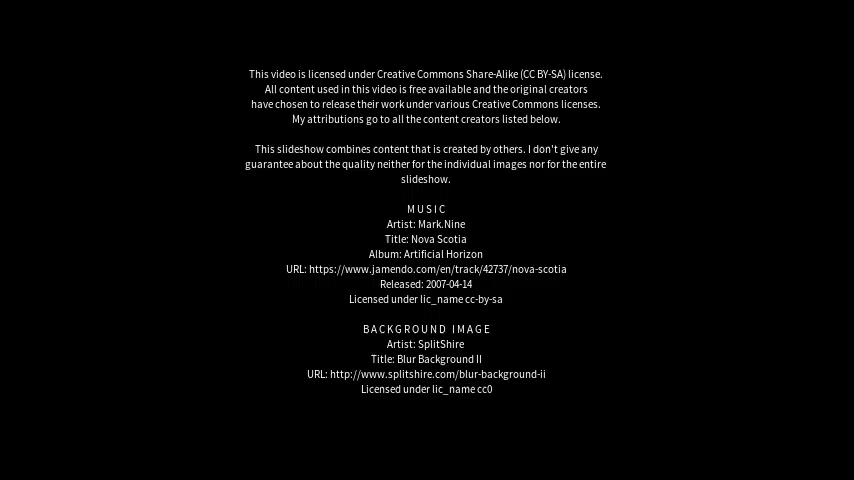 This video is licensed under Creative Commons Share-Alike (CC BY-SA) license.
All content used in this video is free available and the original creators
have chosen to release their work under various Creative Commons licenses.
My attributions go to all the content creators listed below.
This slideshow combines content that is created by others. I don't give any
guarantee about the quality neither for the individual images nor for the entire
slideshow.
MUSIC
Artist: Mark.Nine
Title: Nova Scotia
Album: Artificial Horizon
URL: https://www.jamendo.com/en/track/42737/nova-scotia
Released: 2007-04-14
Licensed under lic_name cc-by-sa
BACKGROUND IMAGE
Artist: SplitShire
Title: Blur Background II
URL: http://www.splitshire.com/blur-background-ii
Licensed under lic_name cc0